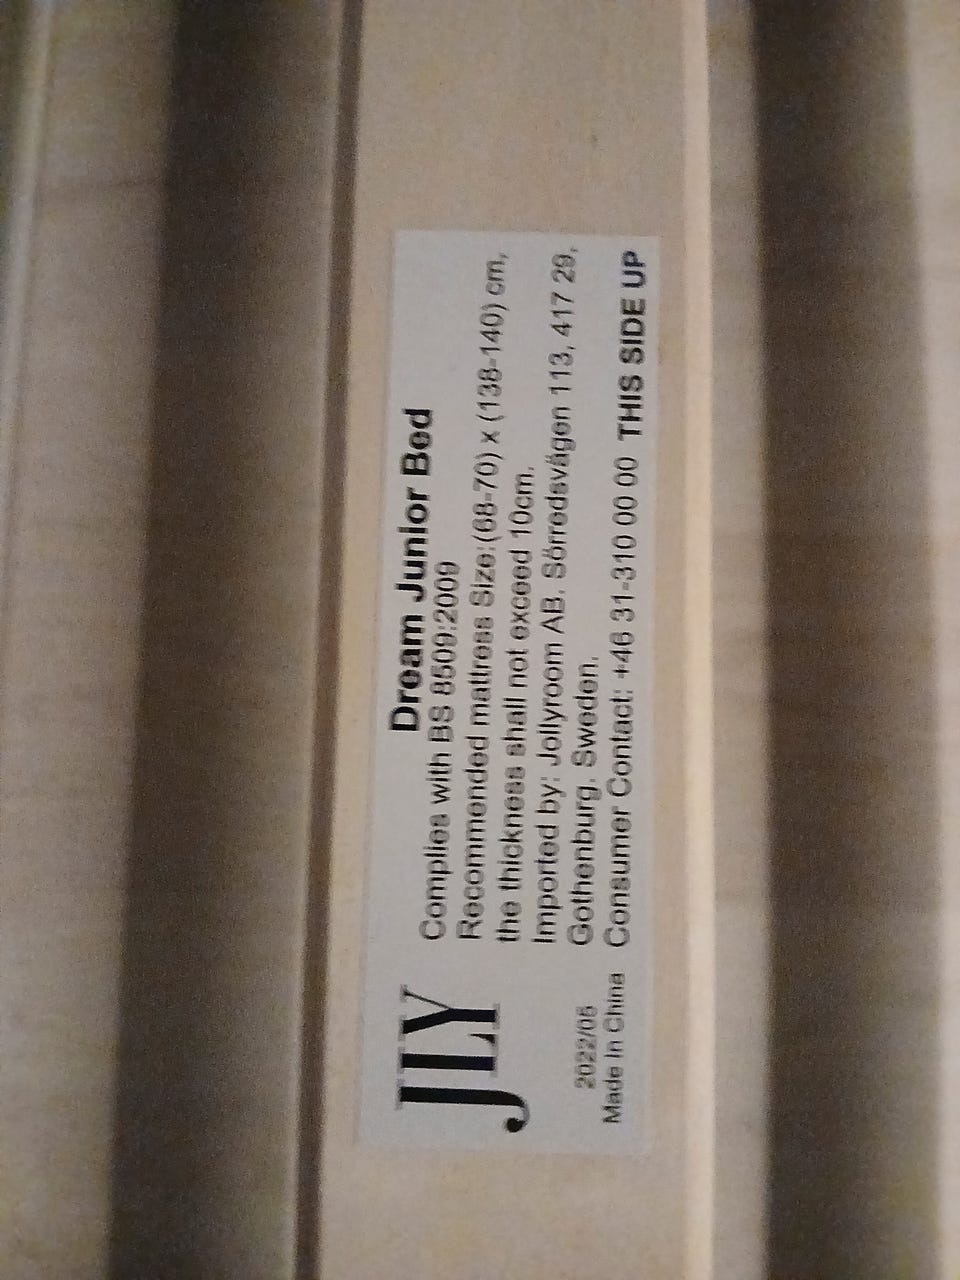 JLY
Dream Junior Bed
Complies with BS 8509:2009
Recommended mattress Size:(68-70) x (138-140) cm,
the thickness shall not exceed 10cm.
Imported by: Jollyroom AB. Sörredsvägen 113, 417 29,
Gothenburg. Sweden.
Consumer Contact: +46 31-310 00 00 THIS SIDE UP
2022/05
Made In China